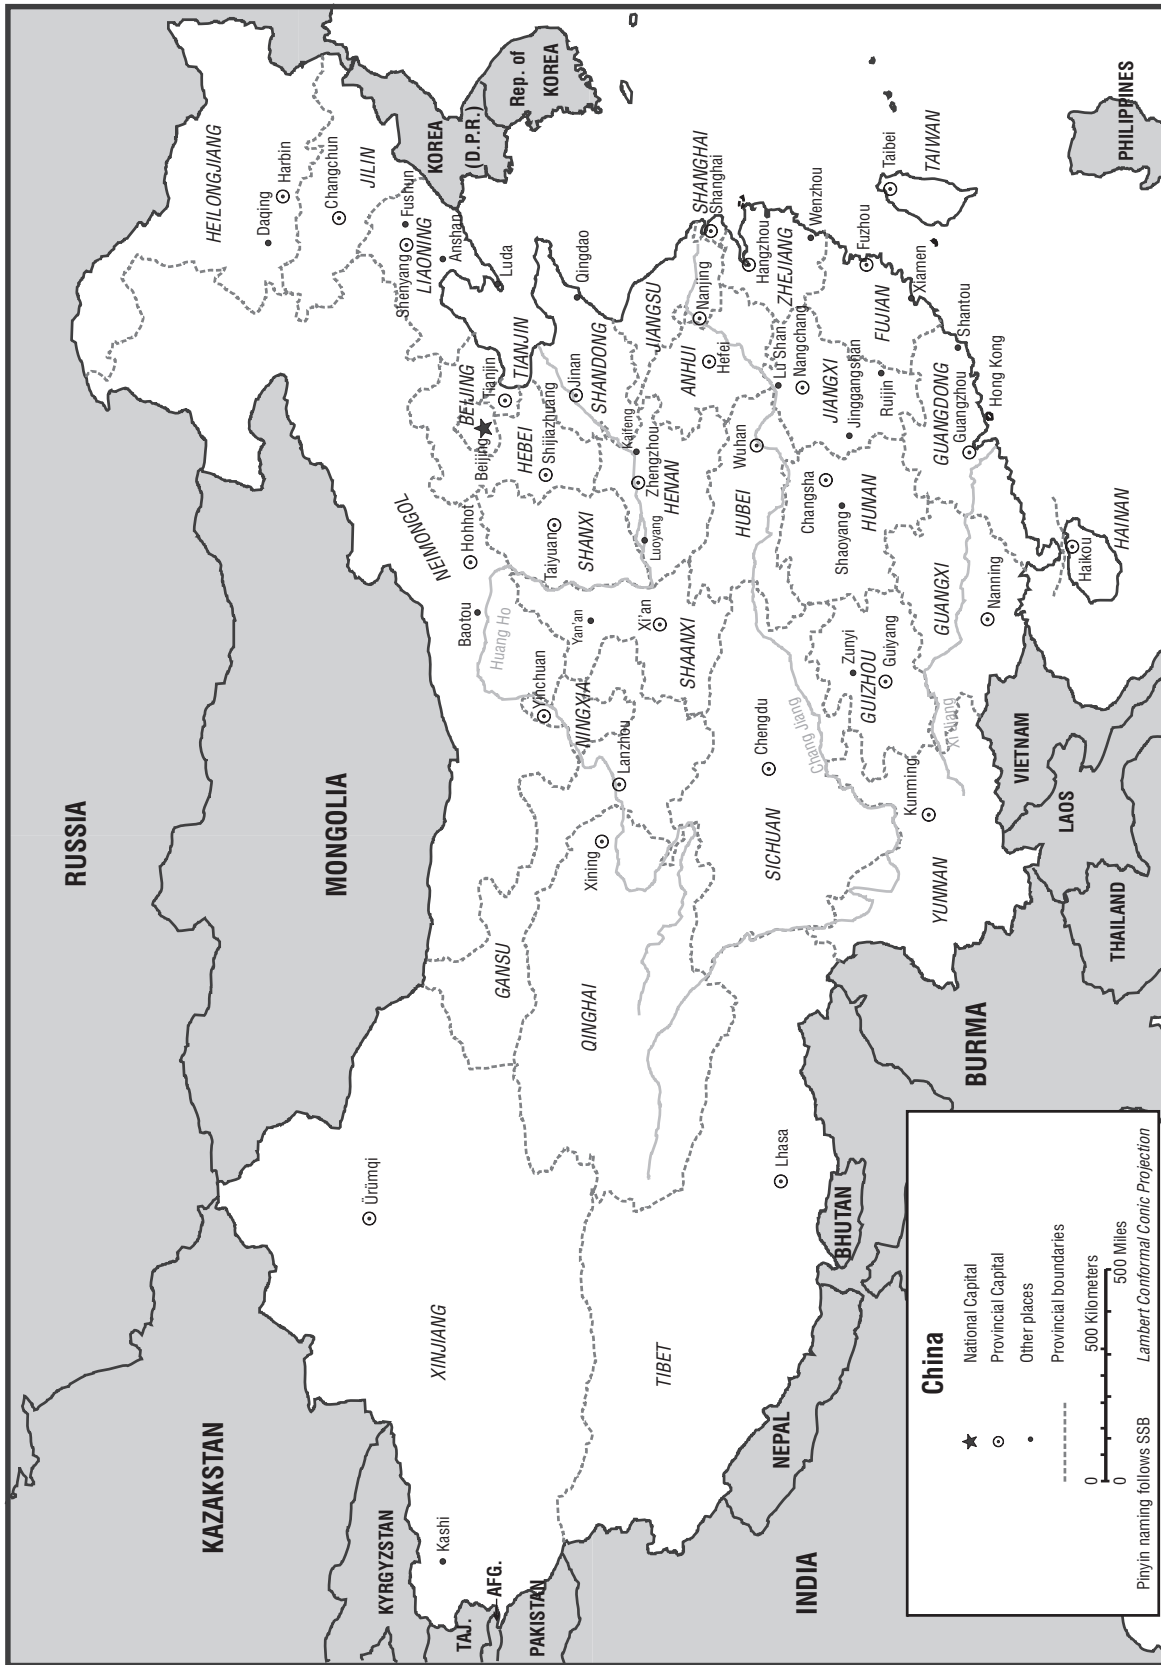 RUSSIA
MONGOLIA
KAZAKSTAN
KYRGYZSTAN
TAJ.
AFG.
PAKISTAN
INDIA
NEPAL
BHUTAN
BURMA
THAILAND
LAOS
VIETNAM
PHILIPPINES
KOREA
(D.P.R.)
Rep. of
KOREA
HEILONGJIANG
Daqing
Harbin
Changchun
JILIN
Fushun
Shenyang
LIAONING
Anshan
Luda
NEIMONGOL
Hohhot
Baotou
Huang Ho
BEIJING
Beijing
Tianjin
TIANJIN
HEBEI
Shijiazhuang
Taiyuan
SHANXI
Jinan
SHANDONG
Qingdao
Yinchuan
NINGXIA
Yan'an
Xi'an
SHAANXI
Luoyang
Zhengzhou
Kaifeng
HENAN
JIANGSU
Nanjing
ANHUI
Hefei
SHANGHAI
Shanghai
Hangzhou
ZHEJIANG
Wenzhou
GANSU
Lanzhou
Xining
QINGHAI
Ürümqi
XINJIANG
Kashi
TIBET
Lhasa
SICHUAN
Chengdu
Chang Jiang
HUBEI
Wuhan
Lu Shan
Nangchang
JIANGXI
Jinggangshan
Ruijin
FUJIAN
Fuzhou
Xiamen
Taibei
TAIWAN
Changsha
Shaoyang
HUNAN
Zunyi
GUIZHOU
Guiyang
Kunming
YUNNAN
Xi Jiang
GUANGXI
Nanning
GUANGDONG
Guangzhou
Shantou
Hong Kong
Haikou
HAINAN
China
National Capital
Provincial Capital
Other places
Provincial boundaries
0 500 Kilometers
0 500 Miles
Pinyin naming follows SSB Lambert Conformal Conic Projection